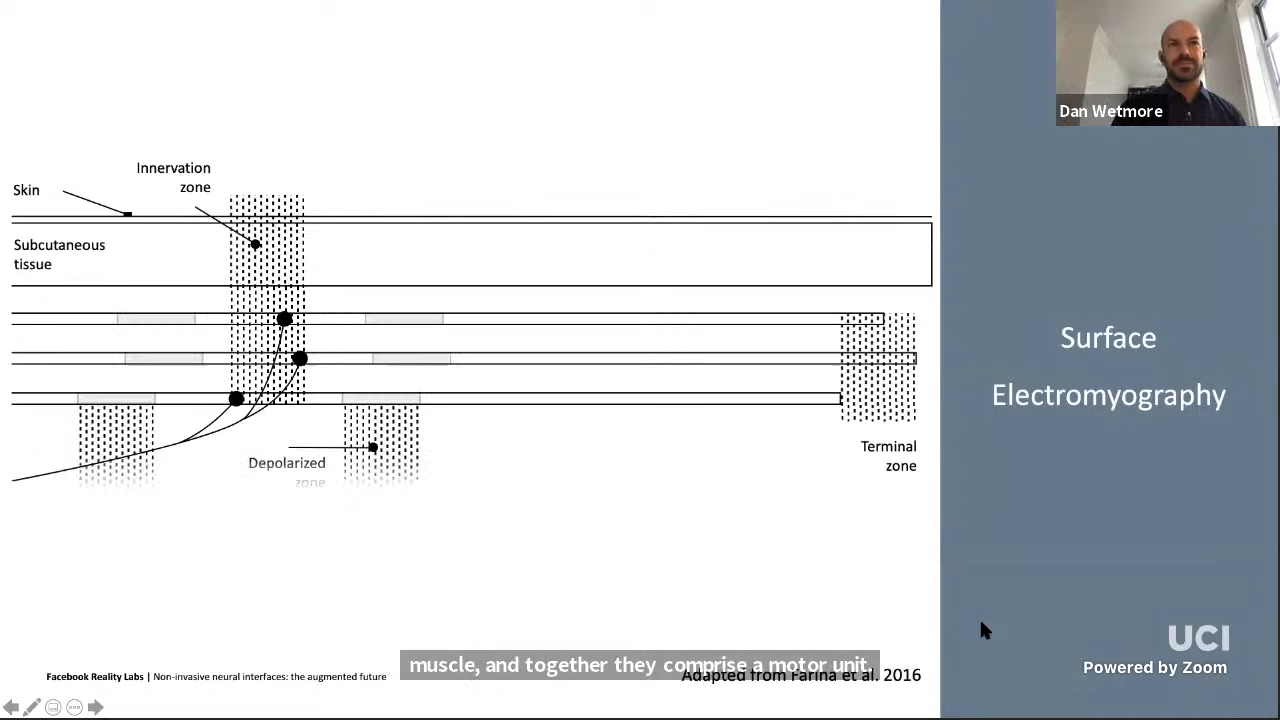 Dan Wetmore
Innervation
zone
Skin
Subcutaneous
tissue
Depolarized
zone
Terminal
zone
Surface
Electromyography
muscle, and together they comprise a motor unit.
Adapted from Farina et al. 2016
Facebook Reality Labs | Non-invasive neural interfaces: the augmented future
UCI
Powered by Zoom